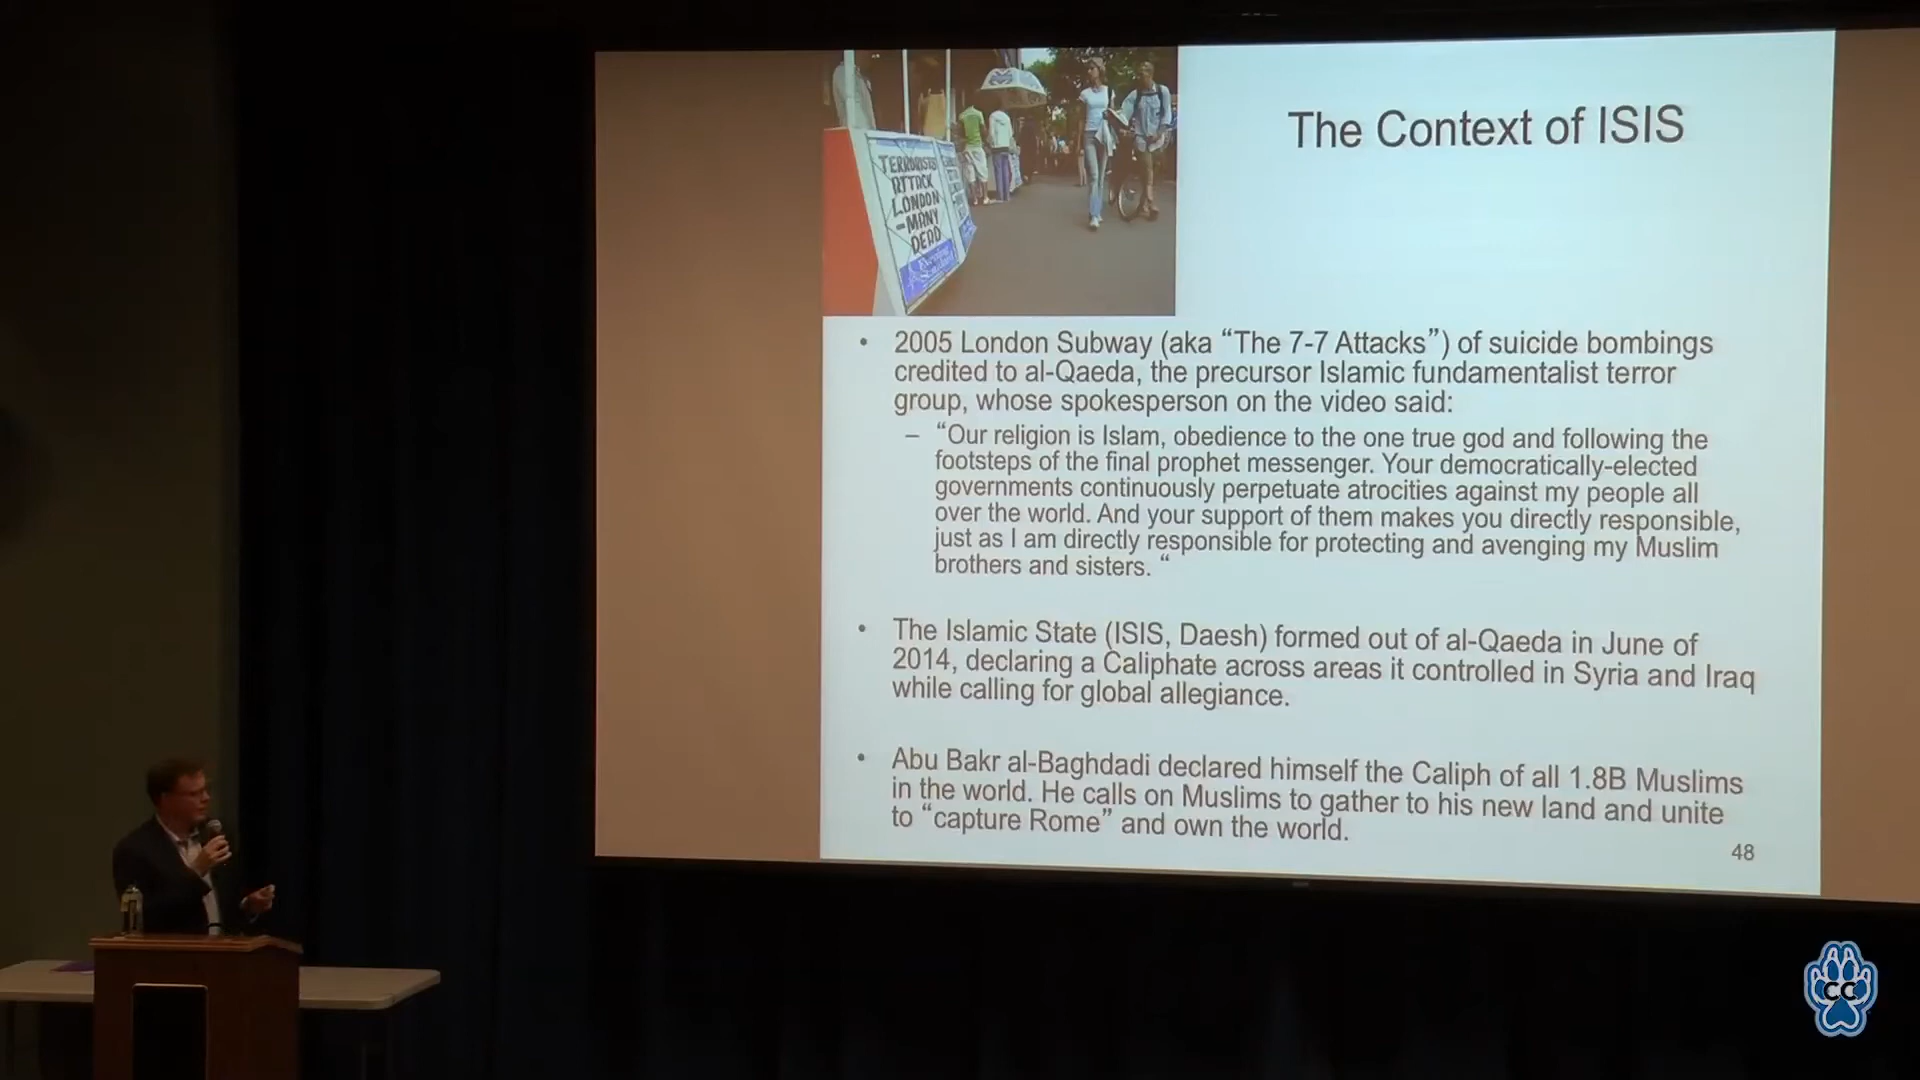 TERRORISTS
ATTACK
LONDON
-MANY
DEAD
The Context of ISIS
• 2005 London Subway (aka “The 7-7 Attacks”) of suicide bombings
credited to al-Qaeda, the precursor Islamic fundamentalist terror
group, whose spokesperson on the video said:
– “Our religion is Islam, obedience to the one true god and following the
footsteps of the final prophet messenger. Your democratically-elected
governments continuously perpetuate atrocities against my people all
over the world. And your support of them makes you directly responsible,
just as I am directly responsible for protecting and avenging my Muslim
brothers and sisters. “
• The Islamic State (ISIS, Daesh) formed out of al-Qaeda in June of
2014, declaring a Caliphate across areas it controlled in Syria and Iraq
while calling for global allegiance.
• Abu Bakr al-Baghdadi declared himself the Caliph of all 1.8B Muslims
in the world. He calls on Muslims to gather to his new land and unite
to “capture Rome” and own the world.
48
CC